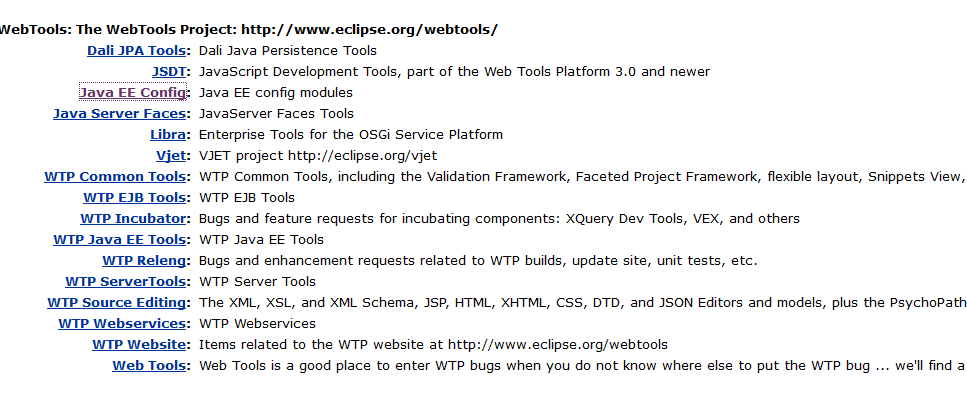 WebTools: The WebTools Project: http://www.eclipse.org/webtools/
Dali JPA Tools: Dali Java Persistence Tools
JSDT: JavaScript Development Tools, part of the Web Tools Platform 3.0 and newer
Java EE Config: Java EE config modules
Java Server Faces: JavaServer Faces Tools
Libra: Enterprise Tools for the OSGi Service Platform
Vjet: VJET project http://eclipse.org/vjet
WTP Common Tools: WTP Common Tools, including the Validation Framework, Faceted Project Framework, flexible layout, Snippets View,
WTP EJB Tools: WTP EJB Tools
WTP Incubator: Bugs and feature requests for incubating components: XQuery Dev Tools, VEX, and others
WTP Java EE Tools: WTP Java EE Tools
WTP Releng: Bugs and enhancement requests related to WTP builds, update site, unit tests, etc.
WTP ServerTools: WTP Server Tools
WTP Source Editing: The XML, XSL, and XML Schema, JSP, HTML, XHTML, CSS, DTD, and JSON Editors and models, plus the PsychoPath
WTP Webservices: WTP Webservices
WTP Website: Items related to the WTP website at http://www.eclipse.org/webtools
Web Tools: Web Tools is a good place to enter WTP bugs when you do not know where else to put the WTP bug ... we'll find a